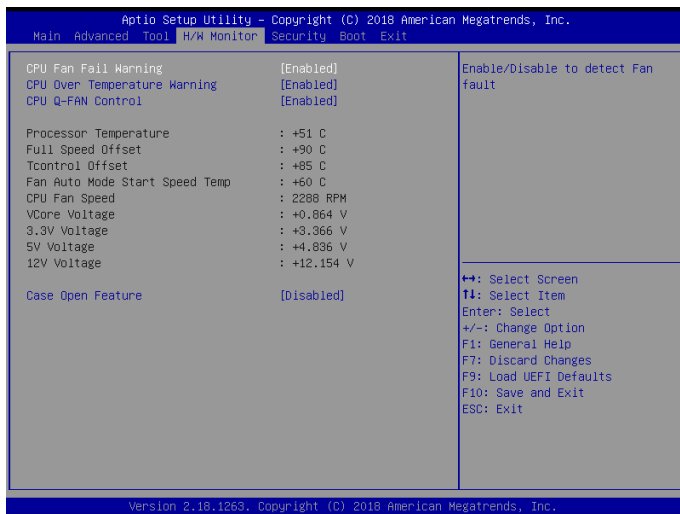 Aptio Setup Utility – Copyright (C) 2018 American Megatrends, Inc.
Main Advanced Tool H/W Monitor Security Boot Exit
CPU Fan Fail Warning [Enabled]
CPU Over Temperature Warning [Enabled]
CPU Q-FAN Control [Enabled]
Processor Temperature : +51 C
Full Speed Offset : +90 C
Tcontrol Offset : +85 C
Fan Auto Mode Start Speed Temp : +60 C
CPU Fan Speed : 2288 RPM
VCore Voltage : +0.864 V
3.3V Voltage : +3.366 V
5V Voltage : +4.836 V
12V Voltage : +12.154 V
Case Open Feature [Disabled]
Enable/Disable to detect Fan
fault
↔: Select Screen
↑↓: Select Item
Enter: Select
+/-: Change Option
F1: General Help
F7: Discard Changes
F9: Load UEFI Defaults
F10: Save and Exit
ESC: Exit
Version 2.18.1263. Copyright (C) 2018 American Megatrends, Inc.